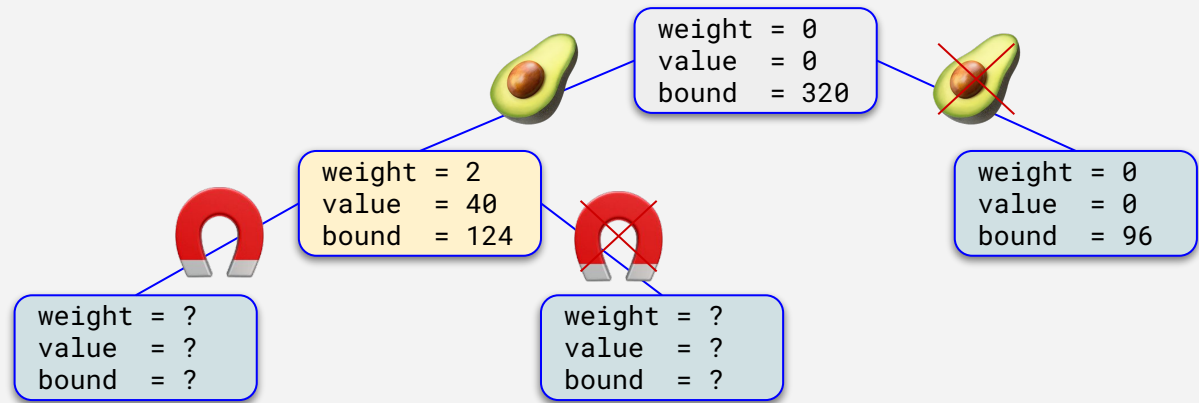 weight = 0
value  = 0
bound  = 320
weight = 2
value  = 40
bound  = 124
weight = 0
value  = 0
bound  = 96
weight = ?
value  = ?
bound  = ?
weight = ?
value  = ?
bound  = ?